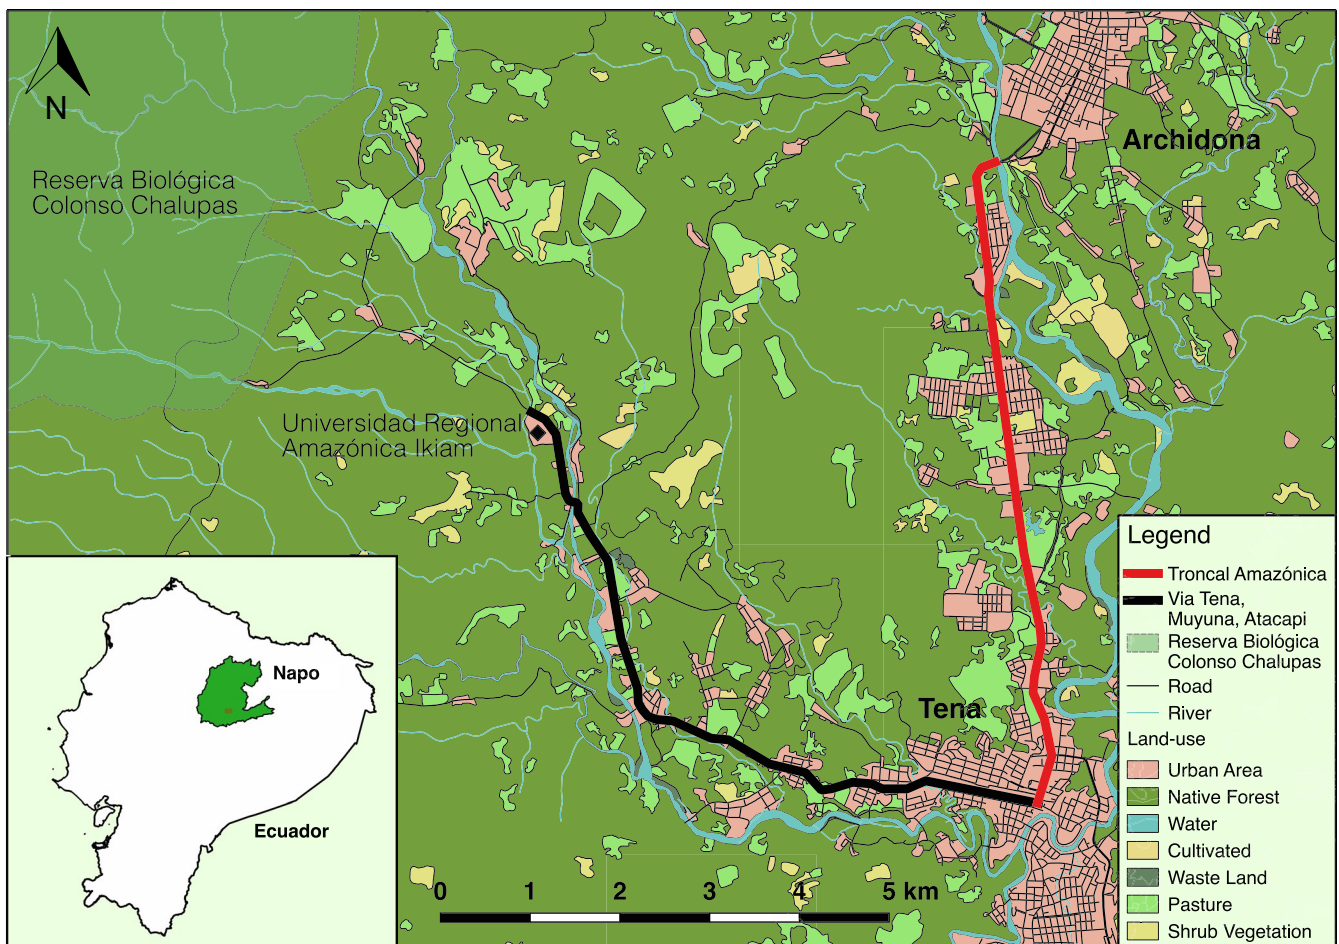 N
Archidona
Reserva Biológica
Colonso Chalupas
Universidad Regional
Amazónica Ikiam
Tena
Napo
Ecuador
0 1 2 3 4 5 km
Legend
Troncal Amazónica
Via Tena,
Muyuna, Atacapi
Reserva Biológica
Colonso Chalupas
Road
River
Land-use
Urban Area
Native Forest
Water
Cultivated
Waste Land
Pasture
Shrub Vegetation